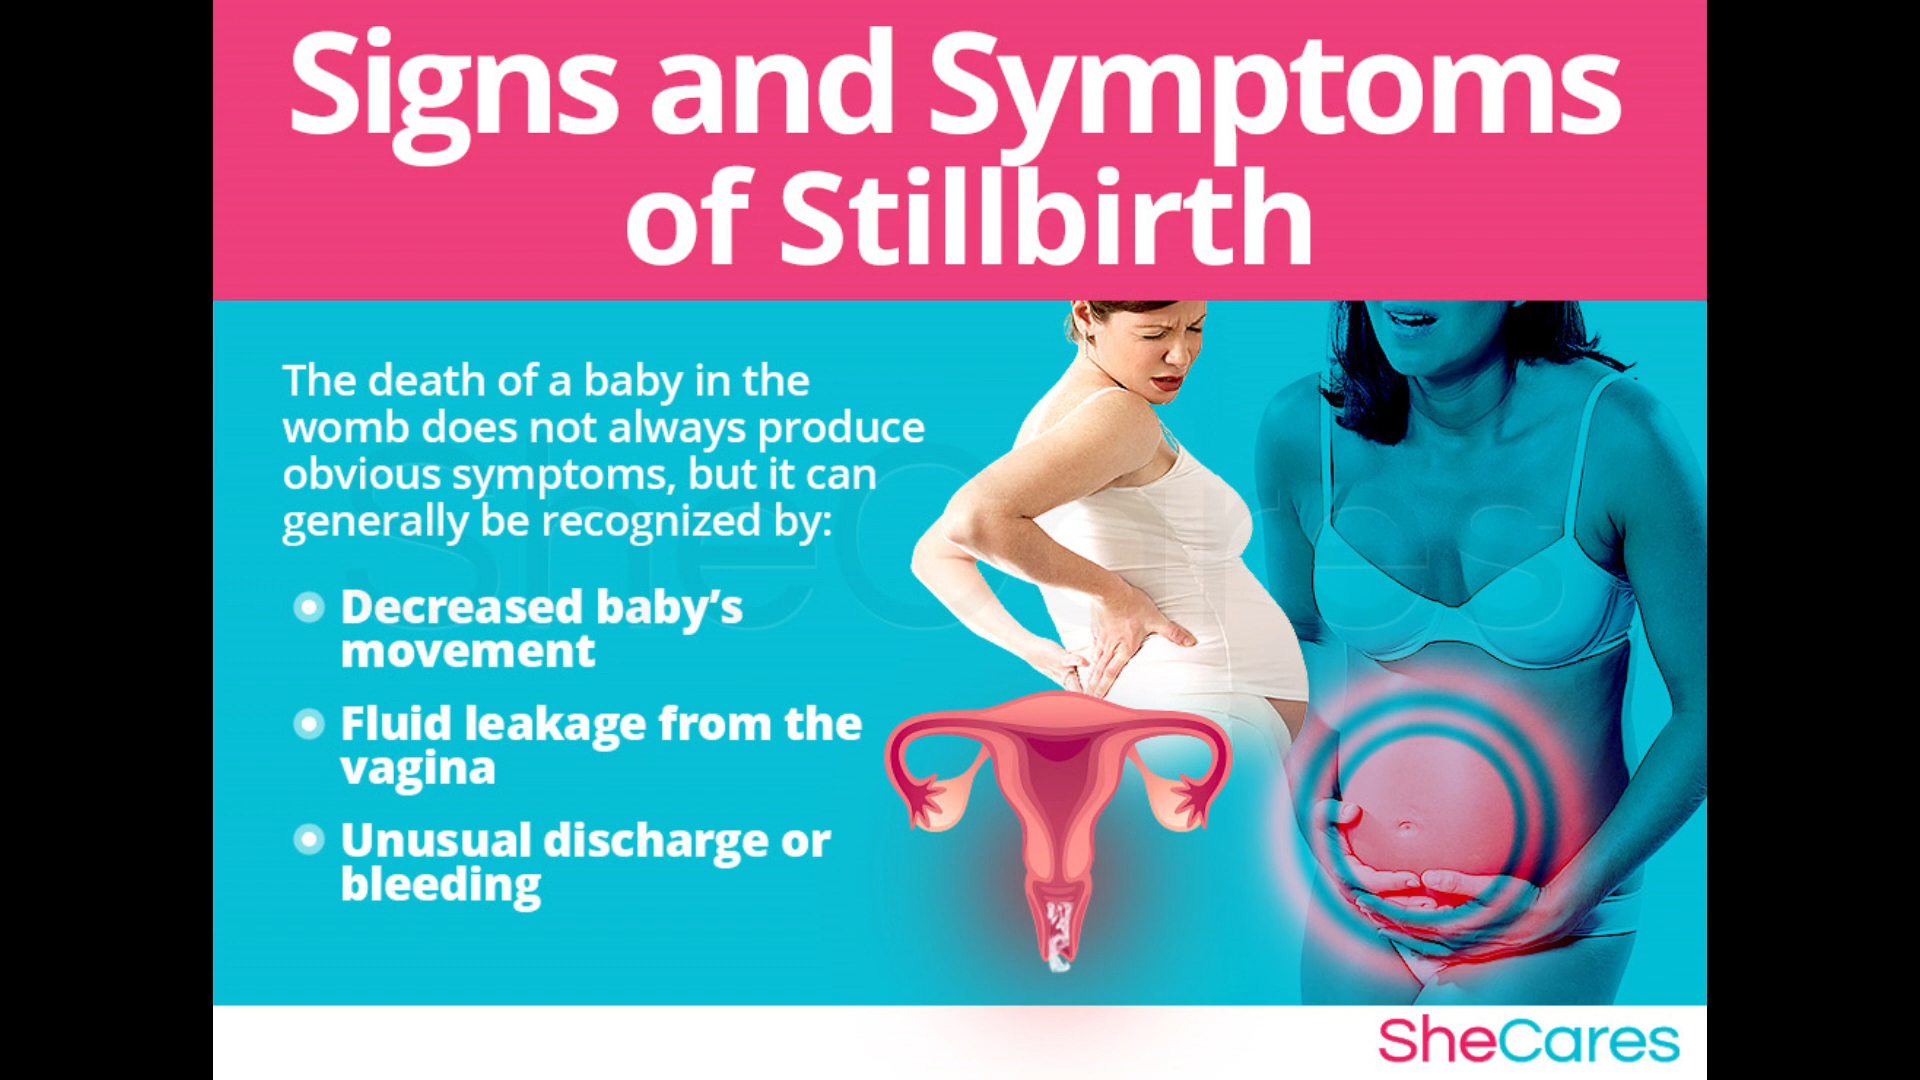 Signs and Symptoms
of Stillbirth
The death of a baby in the
womb does not always produce
obvious symptoms, but it can
generally be recognized by:
Decreased baby's
movement
Fluid leakage from the
vagina
Unusual discharge or
bleeding
SheCares
SheCares